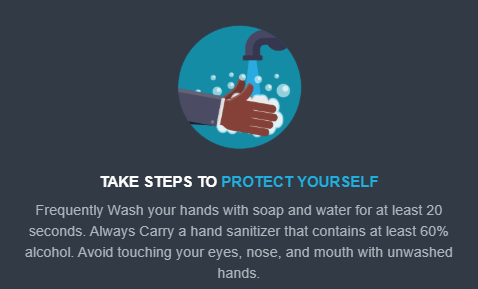 TAKE STEPS TO PROTECT YOURSELF
Frequently Wash your hands with soap and water for at least 20
seconds. Always Carry a hand sanitizer that contains at least 60%
alcohol. Avoid touching your eyes, nose, and mouth with unwashed
hands.